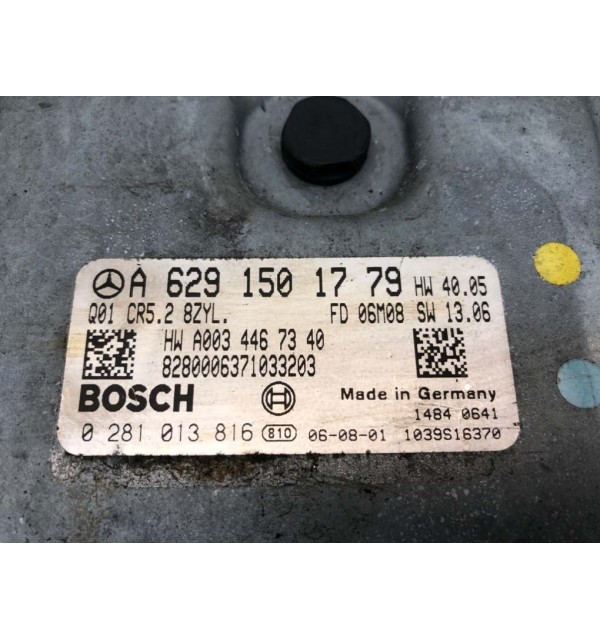 A 629 150 17 79 HW 40.05
Q01 CR5.2 8ZYL. FD 06M08 SW 13.06
HW A003 446 73 40
8280006371033203
BOSCH Made in Germany
1484 0641
0 281 013 816 810 06-08-01 1039S16370